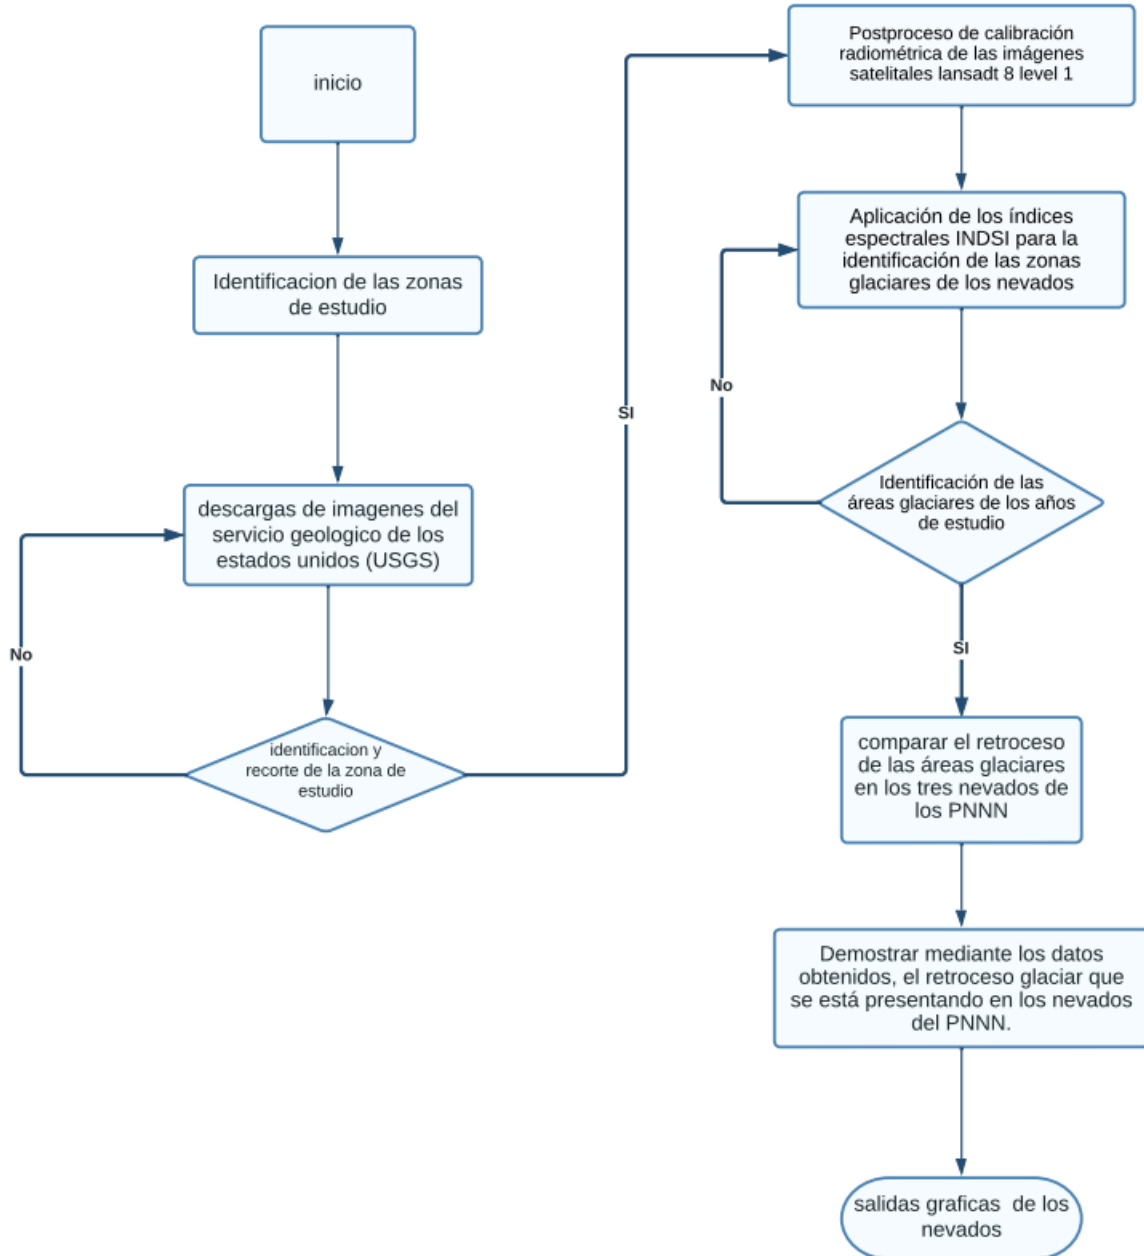 inicio
Identificacion de las zonas
de estudio
descargas de imagenes del
servicio geologico de los
estados unidos (USGS)
No
identificacion y
recorte de la zona de
estudio
SI
Postproceso de calibración
radiométrica de las imágenes
satelitales lansadt 8 level 1
Aplicación de los índices
espectrales INDSI para la
identificación de las zonas
glaciares de los nevados
No
Identificación de las
áreas glaciares de los años
de estudio
SI
comparar el retroceso
de las áreas glaciares
en los tres nevados de
los PNNN
Demostrar mediante los datos
obtenidos, el retroceso glaciar que
se está presentando en los nevados
del PNNN.
salidas graficas de los
nevados